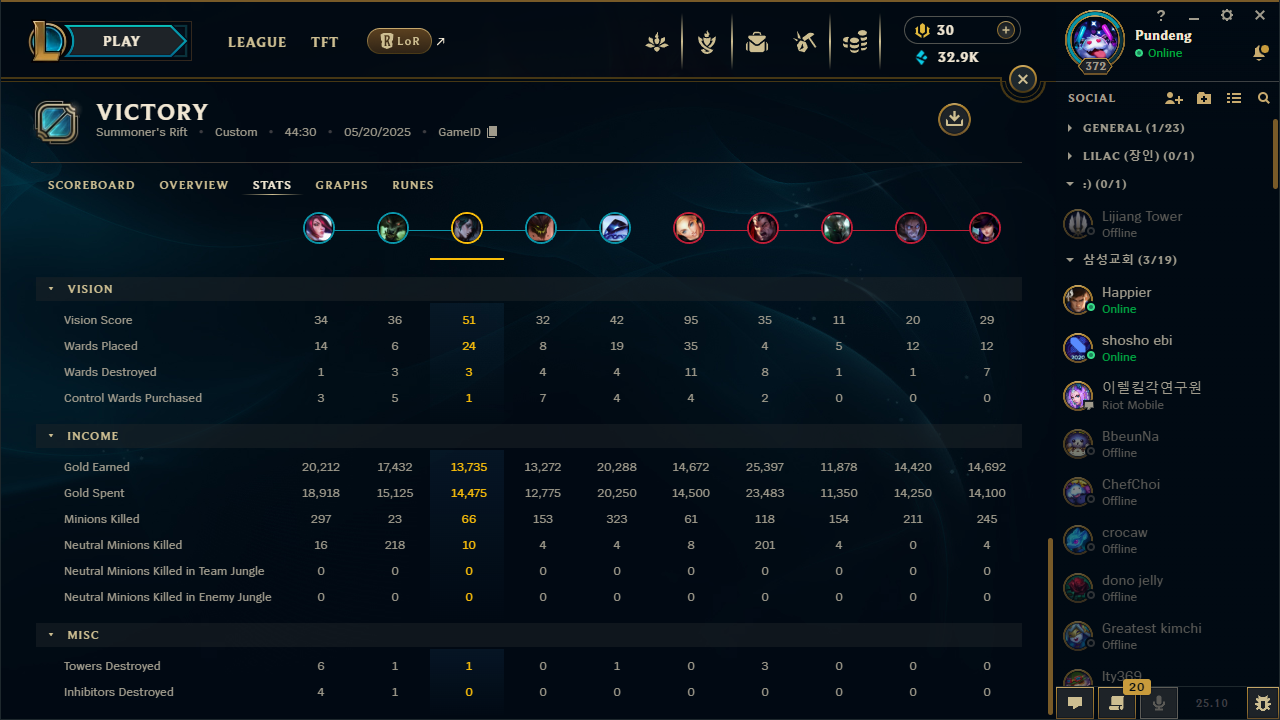 PLAY
LEAGUE TFT LoR
30
32.9K
Pundeng
Online
372
VICTORY
Summoner's Rift • Custom • 44:30 • 05/20/2025 • GameID
SCOREBOARD OVERVIEW STATS GRAPHS RUNES
VISION
Vision Score 34 36 51 32 42 95 35 11 20 29
Wards Placed 14 6 24 8 19 35 4 5 12 12
Wards Destroyed 1 3 3 4 4 11 8 1 1 7
Control Wards Purchased 3 5 1 7 4 4 2 0 0 0
INCOME
Gold Earned 20,212 17,432 13,735 13,272 20,288 14,672 25,397 11,878 14,420 14,692
Gold Spent 18,918 15,125 14,475 12,775 20,250 14,500 23,483 11,350 14,250 14,100
Minions Killed 297 23 66 153 323 61 118 154 211 245
Neutral Minions Killed 16 218 10 4 4 8 201 4 0 4
Neutral Minions Killed in Team Jungle 0 0 0 0 0 0 0 0 0 0
Neutral Minions Killed in Enemy Jungle 0 0 0 0 0 0 0 0 0 0
MISC
Towers Destroyed 6 1 1 0 1 0 3 0 0 0
Inhibitors Destroyed 4 1 0 0 0 0 0 0 0 0
SOCIAL
GENERAL (1/23)
LILAC (장인) (0/1)
:) (0/1)
Lijiang Tower
Offline
삼성교회 (3/19)
Happier
Online
shosho ebi
Online
2020
이렐킬각연구원
Riot Mobile
BbeunNa
Offline
ChefChoi
Offline
crocaw
Offline
dono jelly
Offline
Greatest kimchi
Offline
lty369
20
25.10